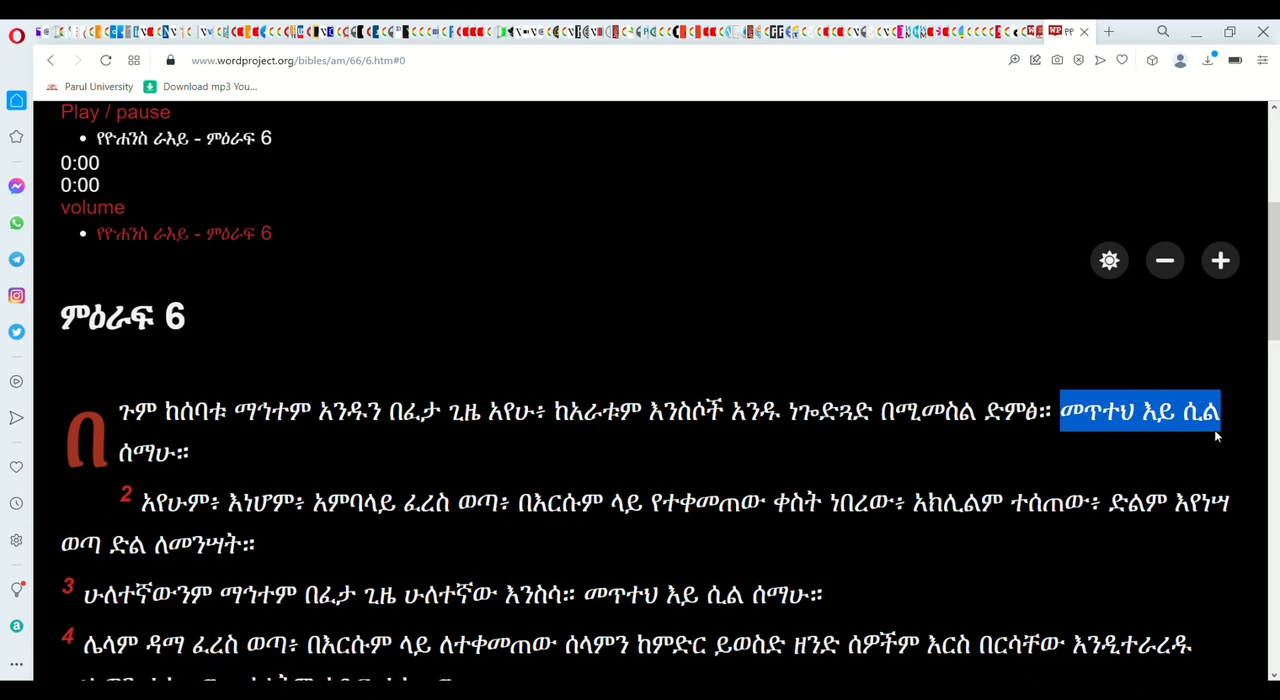 www.wordproject.org/bibles/am/66/6.htm#0
Parul University
Download mp3 You...
Play / pause
• የዮሐንስ ራእይ - ምዕራፍ 6
0:00
0:00
volume
• የዮሐንስ ራእይ - ምዕራፍ 6
ምዕራፍ 6
በጉም ከሰባቱ ማኅተም አንዱን በፈታ ጊዜ አየሁ፥ ከአራቱም እንስሶች አንዱ ነጐድጓድ በሚመስል ድምፅ። መጥተህ እይ ሲል
ሰማሁ።
2 አየሁም፥ እነሆም፥ አምባላይ ፈረስ ወጣ፥ በእርሱም ላይ የተቀመጠው ቀስት ነበረው፥ አክሊልም ተሰጠው፥ ድልም እየነሣ
ወጣ ድል ለመንሣት።
3 ሁለተኛውንም ማኅተም በፈታ ጊዜ ሁለተኛው እንስሳ። መጥተህ እይ ሲል ሰማሁ።
4 ሌላም ዳማ ፈረስ ወጣ፥ በእርሱም ላይ ለተቀመጠው ሰላምን ከምድር ይወስድ ዘንድ ሰዎችም እርስ በርሳቸው እንዲተራረዱ